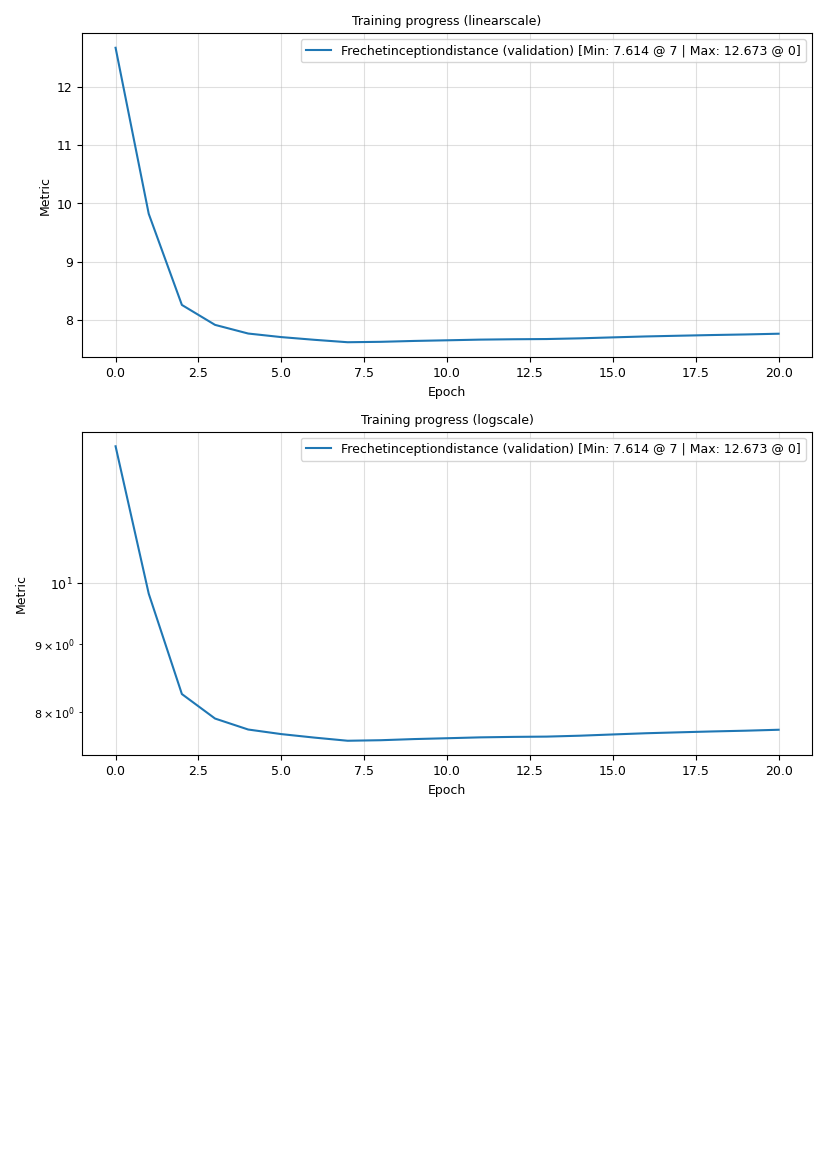 Training progress (linearscale)
Frechetinceptiondistance (validation) [Min: 7.614 @ 7 | Max: 12.673 @ 0]
12
11
10
9
8
Metric
0.0 2.5 5.0 7.5 10.0 12.5 15.0 17.5 20.0
Epoch
Training progress (logscale)
Frechetinceptiondistance (validation) [Min: 7.614 @ 7 | Max: 12.673 @ 0]
10¹
9 × 10⁰
8 × 10⁰
Metric
0.0 2.5 5.0 7.5 10.0 12.5 15.0 17.5 20.0
Epoch